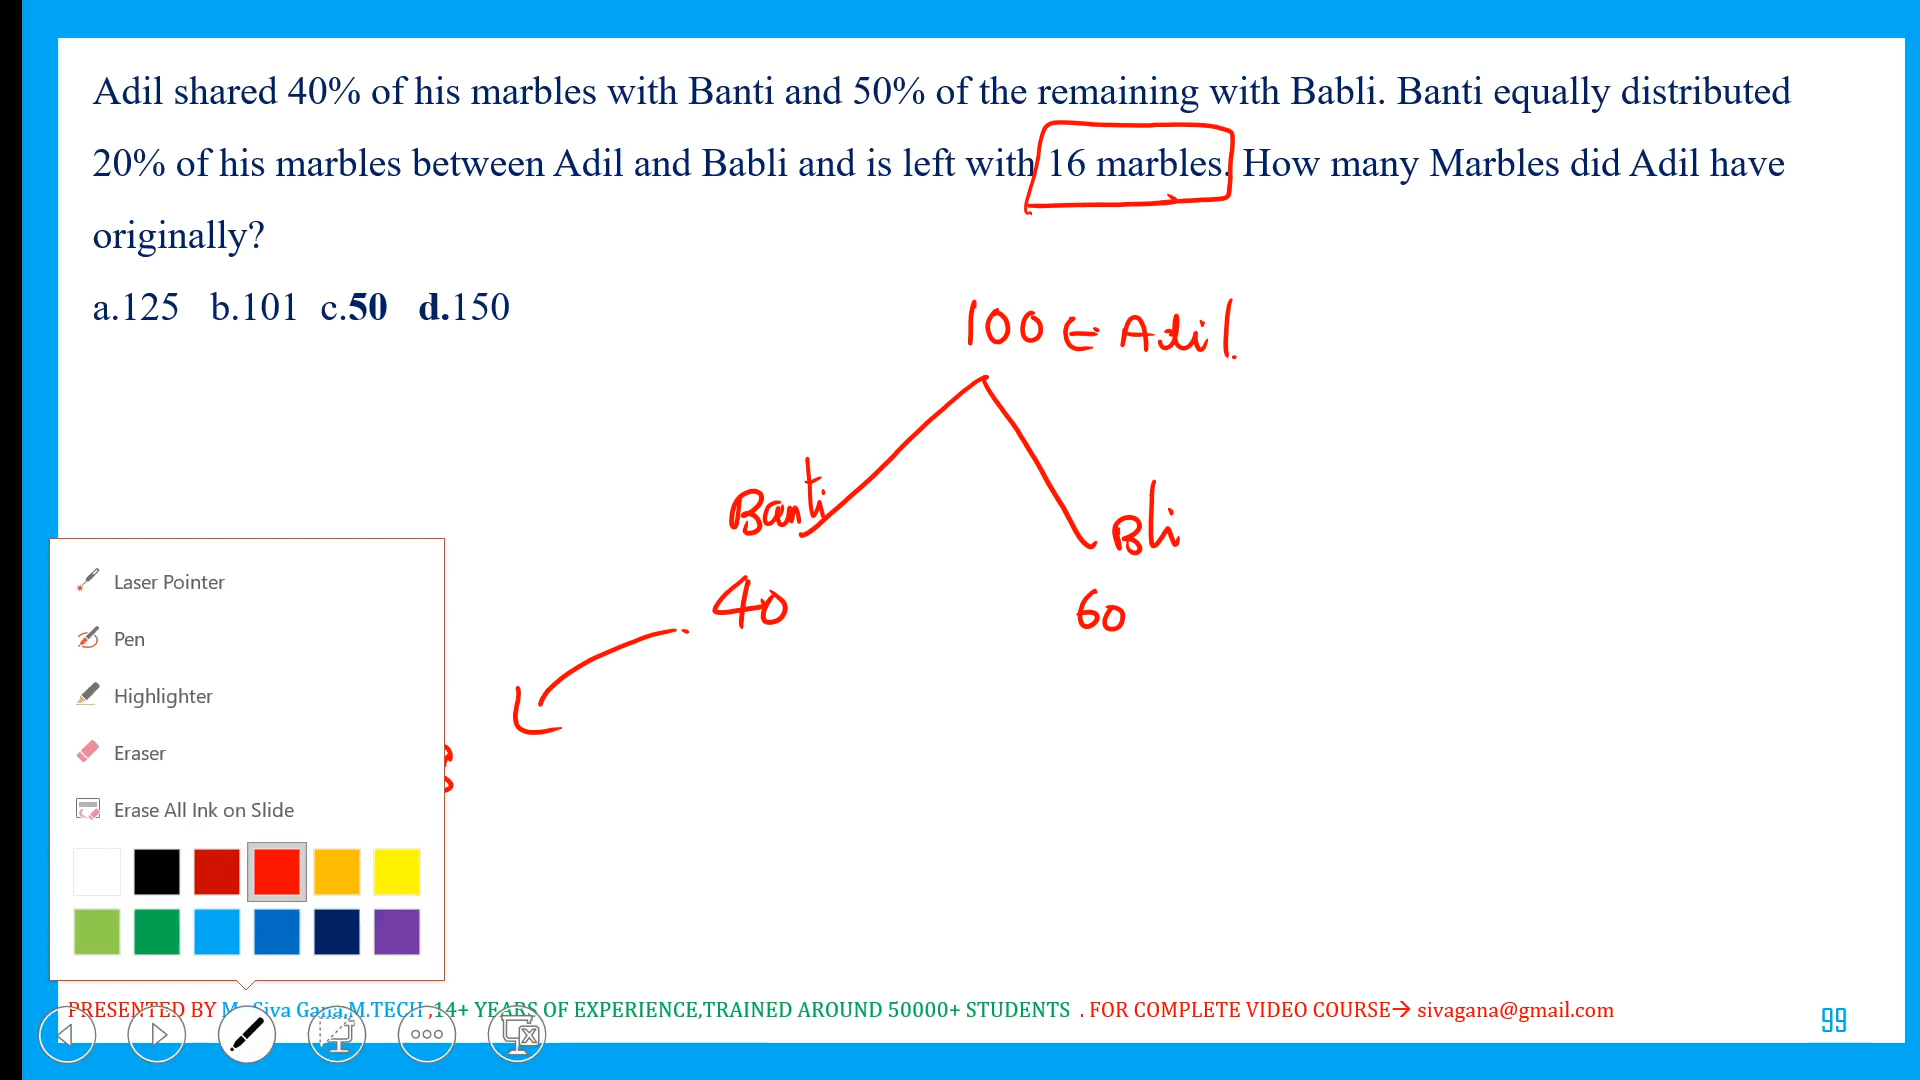 Adil shared 40% of his marbles with Banti and 50% of the remaining with Babli. Banti equally distributed
20% of his marbles between Adil and Babli and is left with 16 marbles. How many Marbles did Adil have
originally?
a.125 b.101 c.50 d.150
100 ∈ Adil.
Banti
Bli
40
60
Laser Pointer
Pen
Highlighter
Eraser
Erase All Ink on Slide
PRESENTED BY Siva Gana,M.TECH ,14+ YEARS OF EXPERIENCE,TRAINED AROUND 50000+ STUDENTS . FOR COMPLETE VIDEO COURSE→ sivagana@gmail.com
99